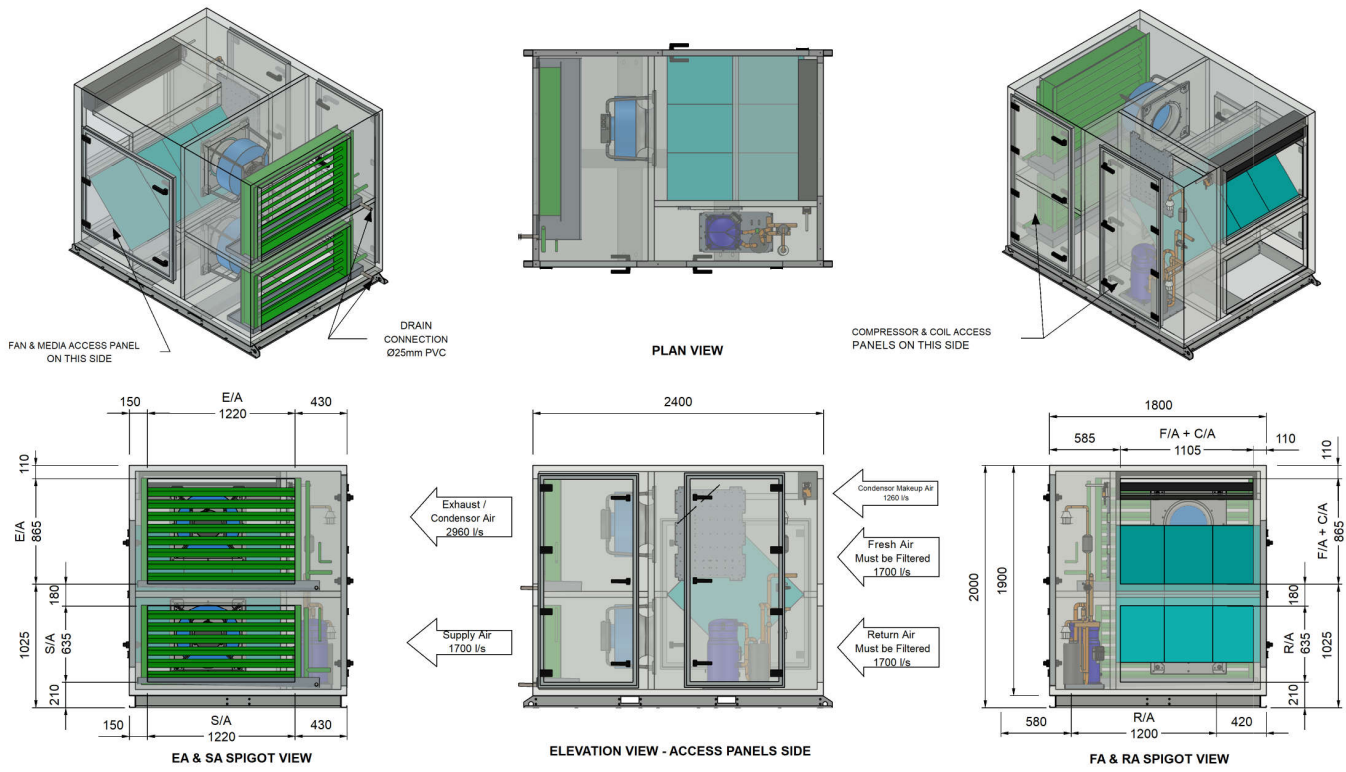 FAN & MEDIA ACCESS PANEL
ON THIS SIDE
DRAIN
CONNECTION
Ø25mm PVC
PLAN VIEW
COMPRESSOR & COIL ACCESS
PANELS ON THIS SIDE
E/A
150
1220
430
110
E/A
865
180
S/A
635
1025
210
S/A
150
1220
430
EA & SA SPIGOT VIEW
2400
Exhaust /
Condensor Air
2960 l/s
Supply Air
1700 l/s
Condensor Makeup Air
1260 l/s
Fresh Air
Must be Filtered
1700 l/s
Return Air
Must be Filtered
1700 l/s
ELEVATION VIEW - ACCESS PANELS SIDE
1800
F/A + C/A
585
1105
110
110
2000
1900
F/A + C/A
865
180
R/A
635
1025
210
R/A
580
1200
420
FA & RA SPIGOT VIEW